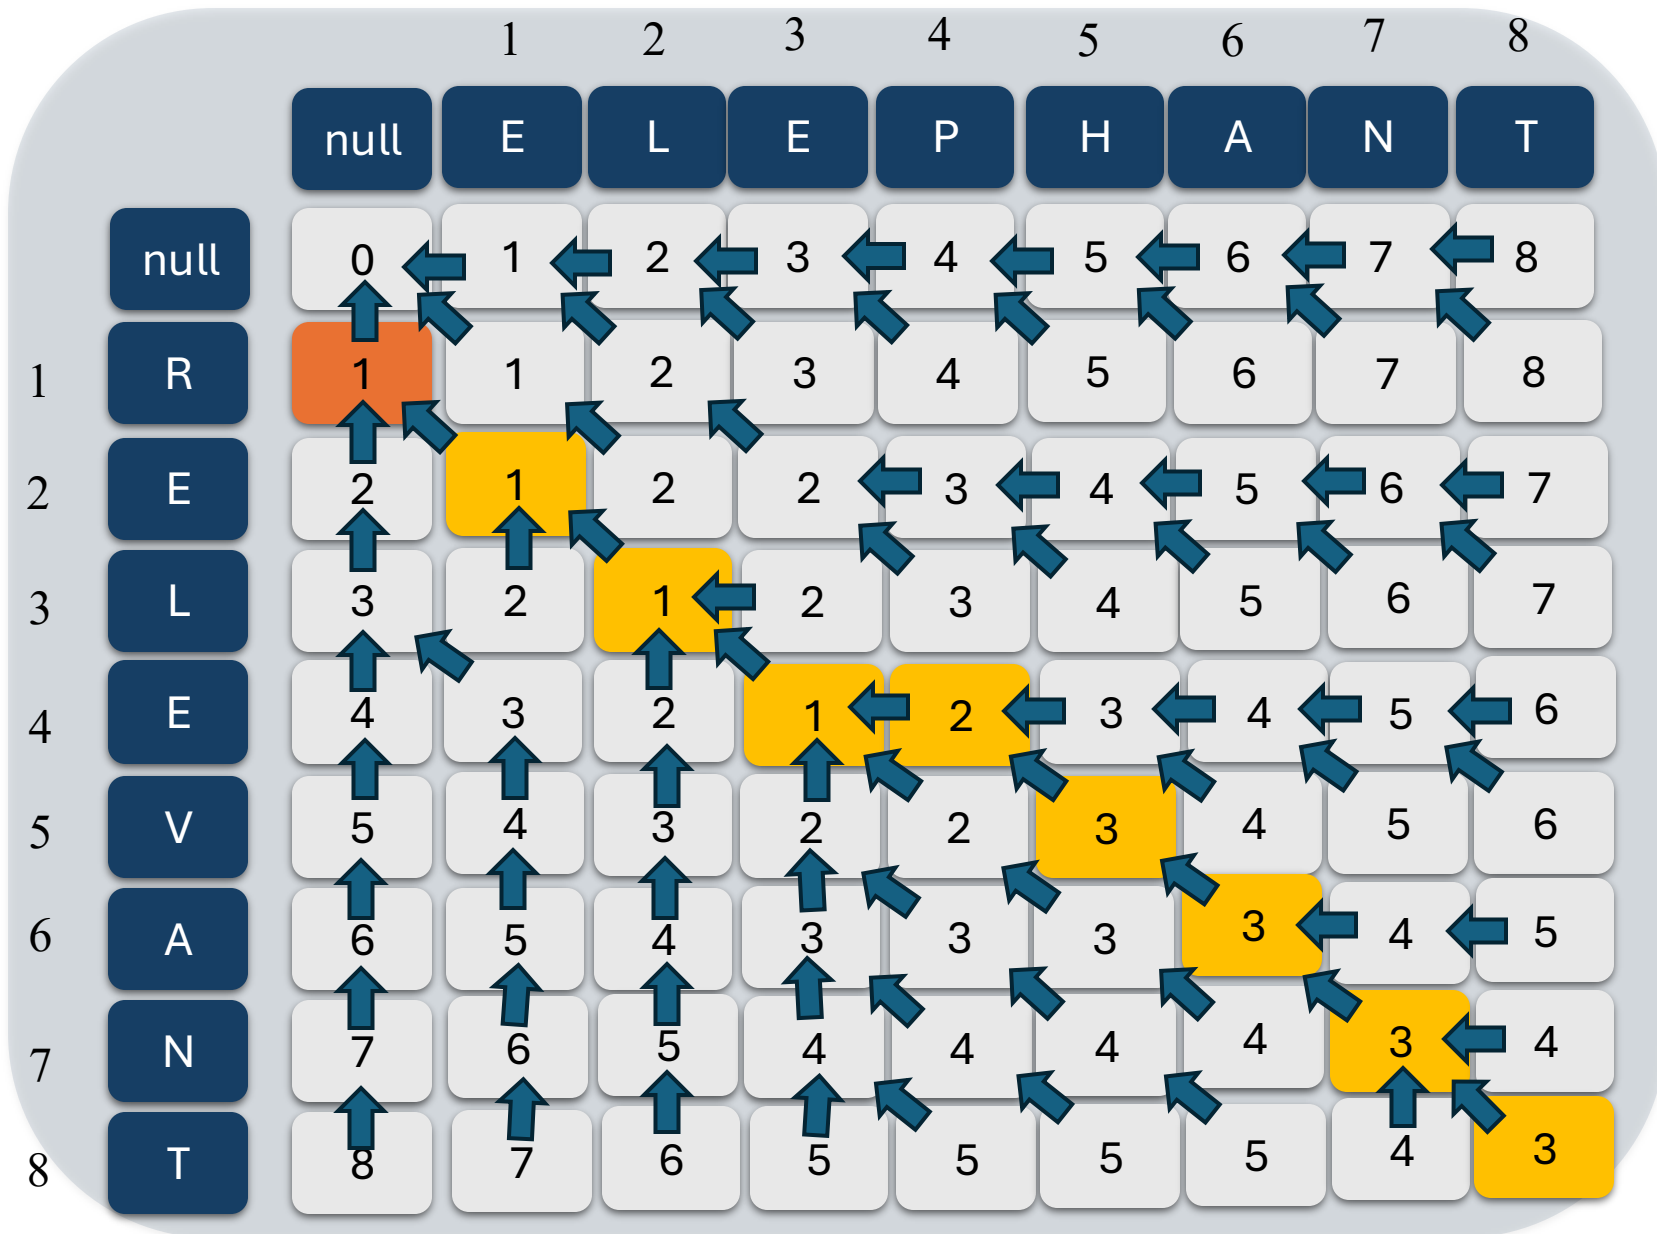 1 2 3 4 5 6 7 8
null E L E P H A N T
null 0 1 2 3 4 5 6 7 8
1 R 1 1 2 3 4 5 6 7 8
2 E 2 1 2 2 3 4 5 6 7
3 L 3 2 1 2 3 4 5 6 7
4 E 4 3 2 1 2 3 4 5 6
5 V 5 4 3 2 2 3 4 5 6
6 A 6 5 4 3 3 3 3 4 5
7 N 7 6 5 4 4 4 4 3 4
8 T 8 7 6 5 5 5 5 4 3